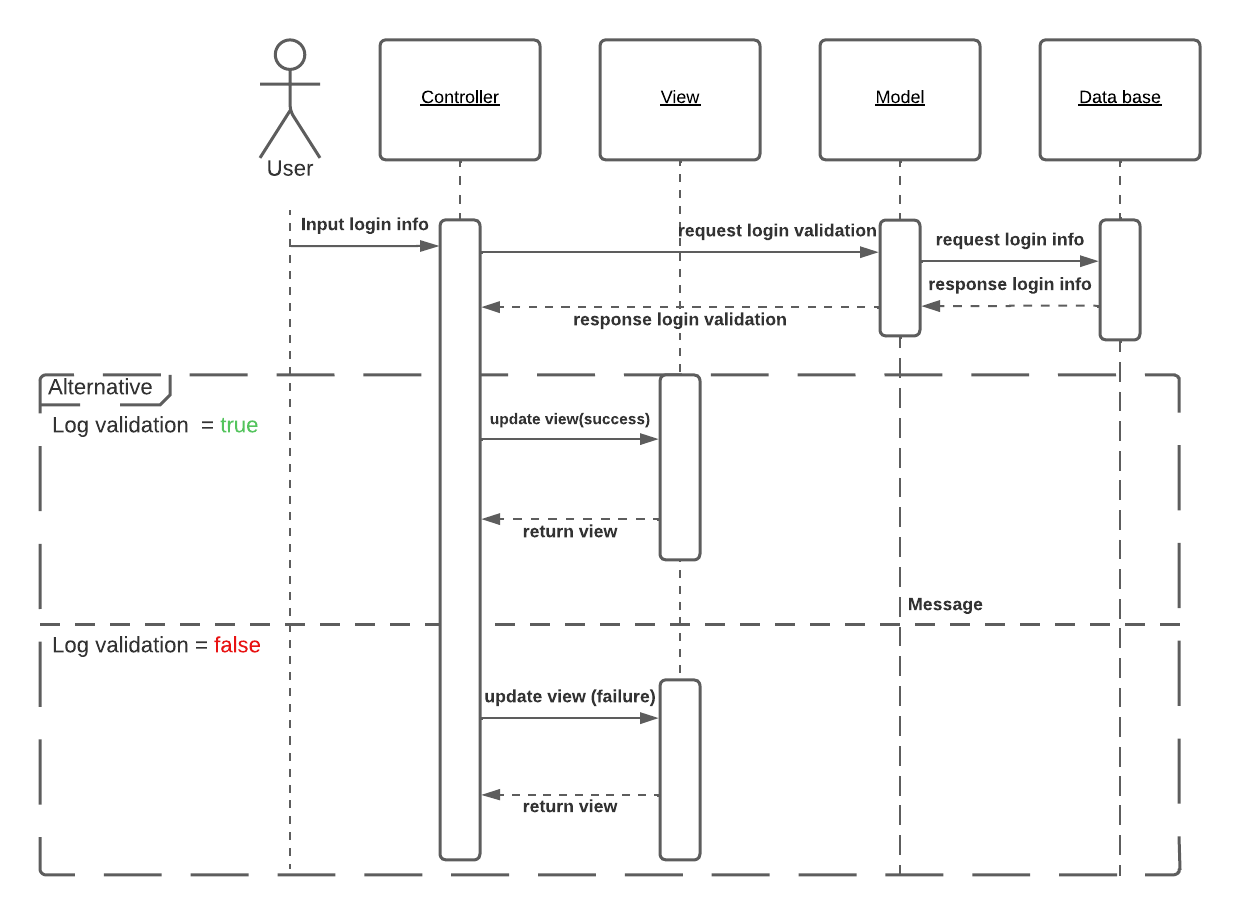 Controller
View
Model
Data base
User
Input login info
request login validation
request login info
response login info
response login validation
Alternative
Log validation = true
update view(success)
return view
Message
Log validation = false
update view (failure)
return view